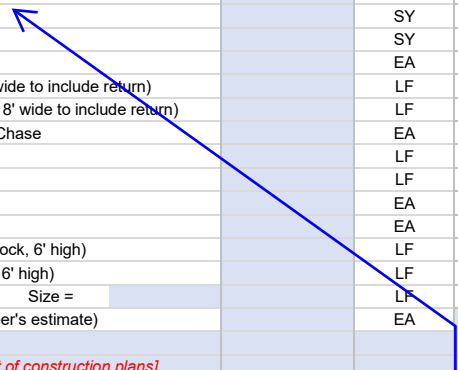 SY
SY
EA
wide to include return) LF
8' wide to include return) LF
Chase EA
LF
LF
EA
EA
ock, 6' high) LF
6' high) LF
Size = LF
er's estimate) EA
t of construction plans]